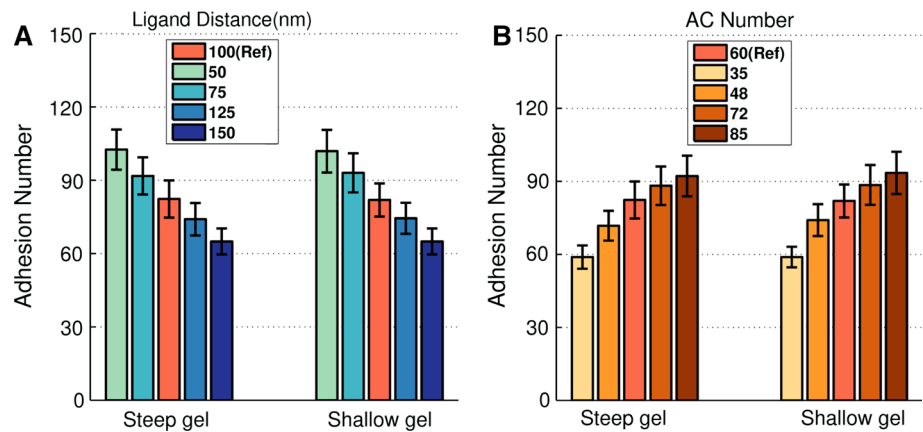 A
Ligand Distance(nm)
100(Ref)
50
75
125
150
Adhesion Number
150
120
90
60
30
0
Steep gel
Shallow gel
B
AC Number
60(Ref)
35
48
72
85
Adhesion Number
150
120
90
60
30
0
Steep gel
Shallow gel